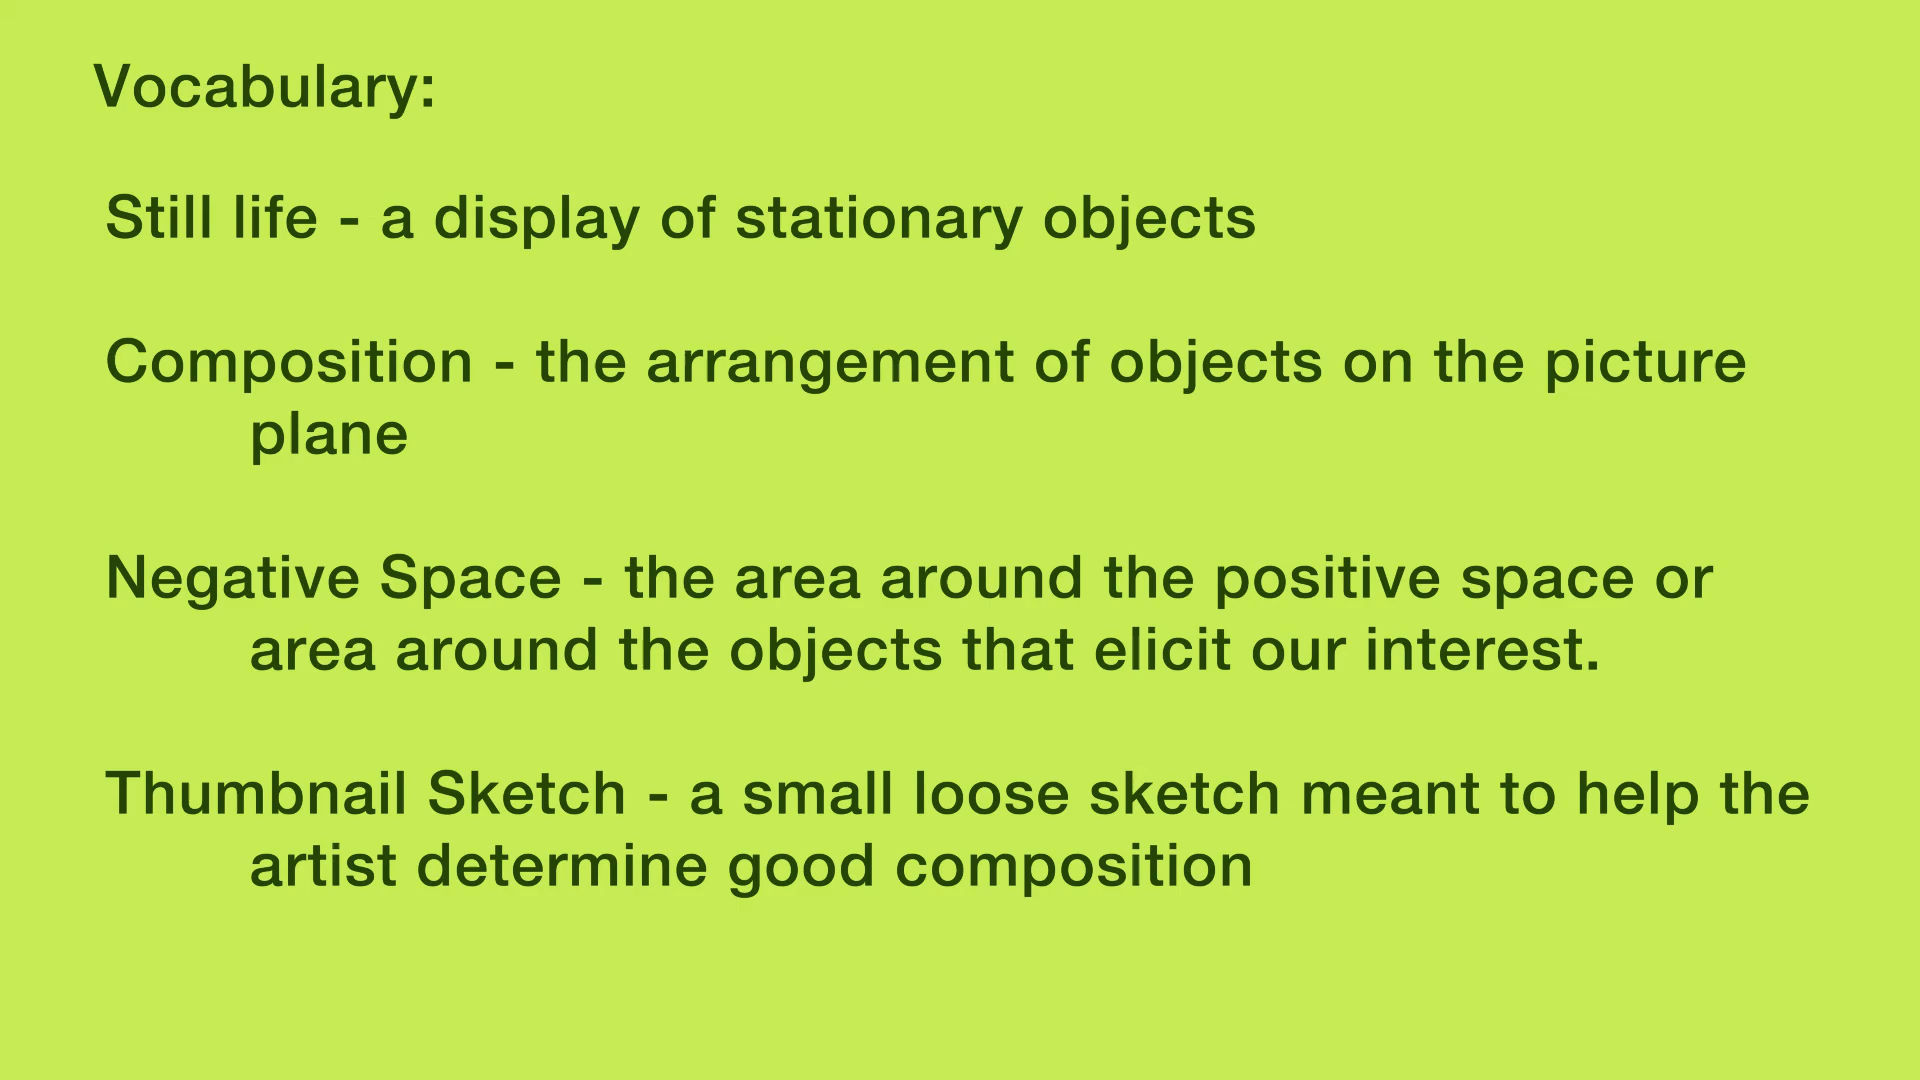 Vocabulary:
Still life - a display of stationary objects
Composition - the arrangement of objects on the picture
plane
Negative Space - the area around the positive space or
area around the objects that elicit our interest.
Thumbnail Sketch - a small loose sketch meant to help the
artist determine good composition